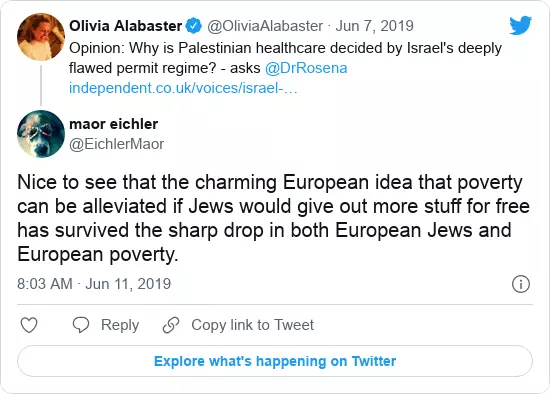 Olivia Alabaster @OliviaAlabaster · Jun 7, 2019
Opinion: Why is Palestinian healthcare decided by Israel's deeply
flawed permit regime? - asks @DrRosena
independent.co.uk/voices/israel-…
maor eichler
@EichlerMaor
Nice to see that the charming European idea that poverty
can be alleviated if Jews would give out more stuff for free
has survived the sharp drop in both European Jews and
European poverty.
8:03 AM · Jun 11, 2019
Reply Copy link to Tweet
Explore what's happening on Twitter